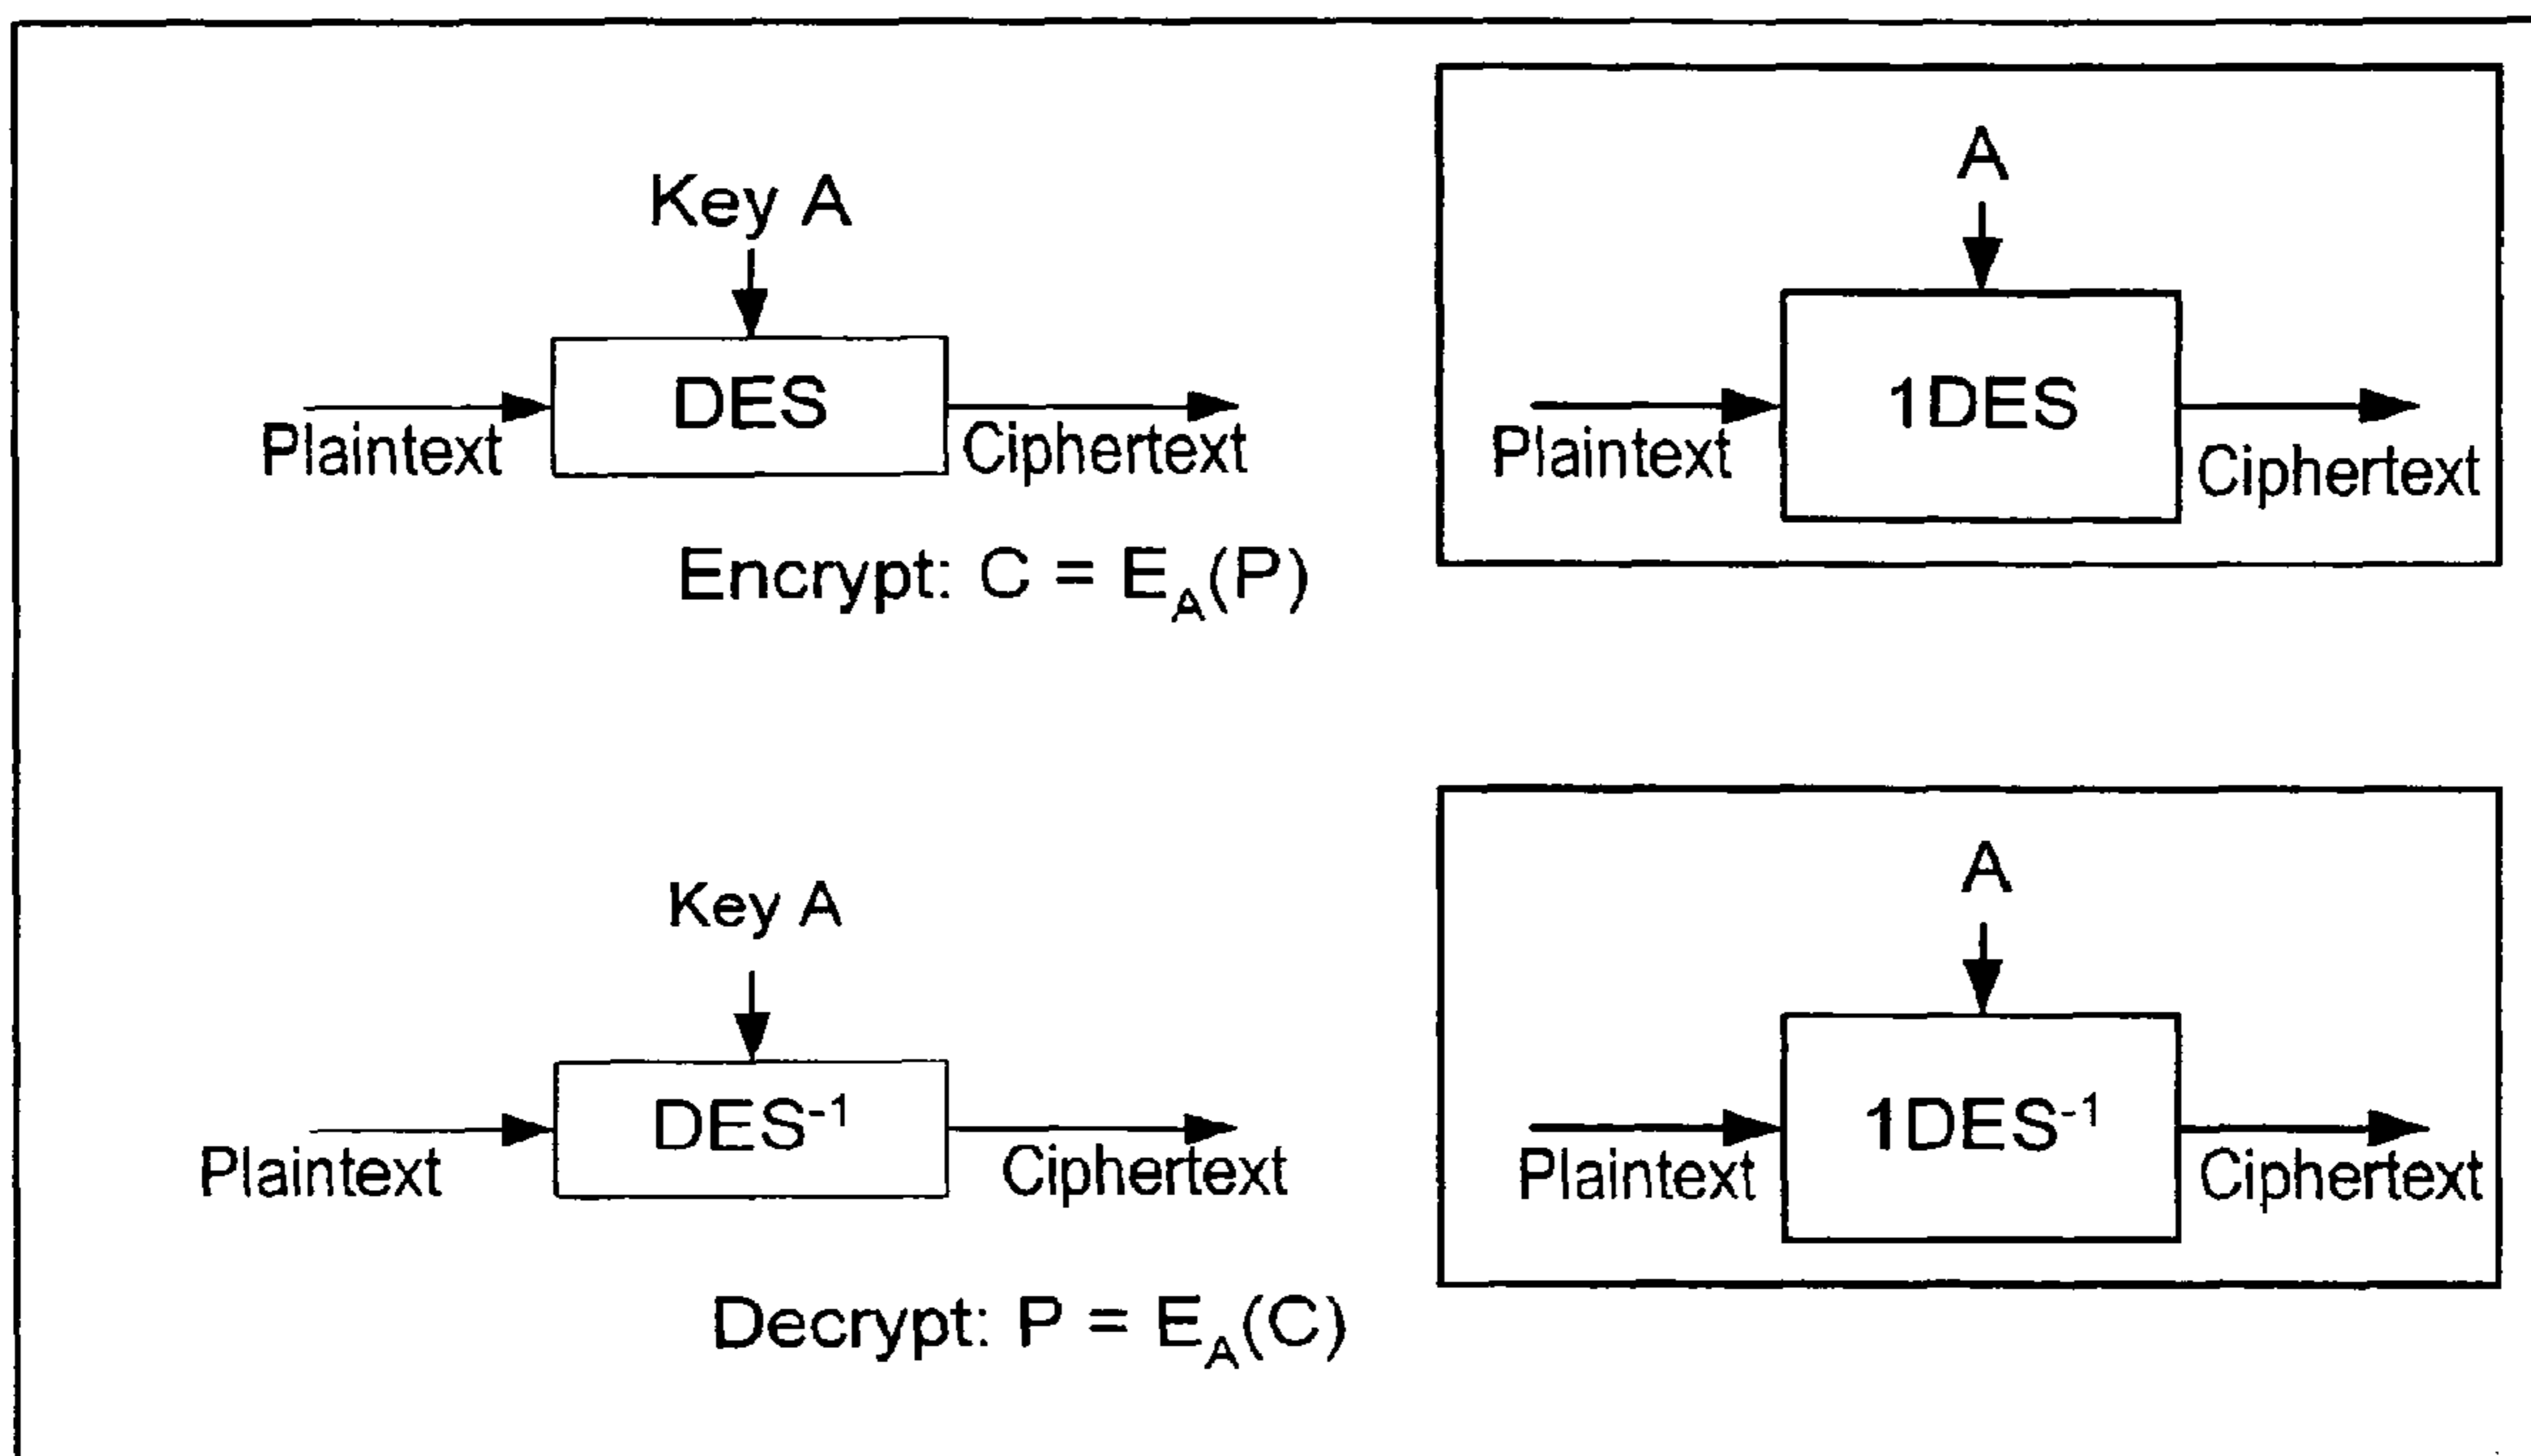 Key A
DES
Plaintext
Ciphertext
Encrypt: C = E_A(P)
A
1DES
Plaintext
Ciphertext
Key A
DES⁻¹
Plaintext
Ciphertext
Decrypt: P = E_A(C)
A
1DES⁻¹
Plaintext
Ciphertext